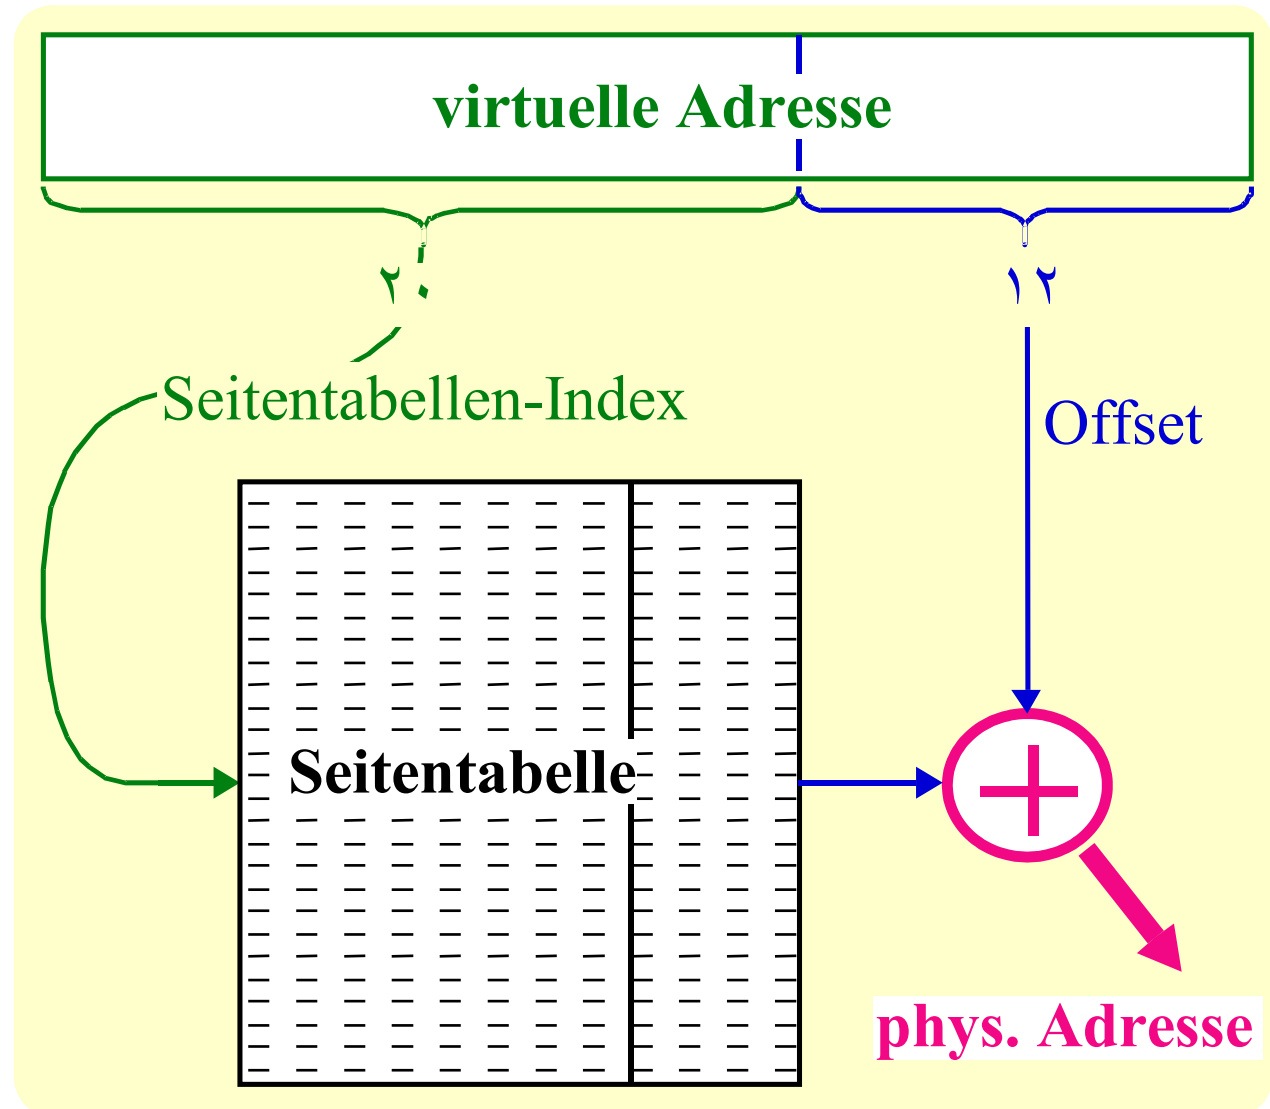 virtuelle Adresse
٢٠ ١٢
Seitentabellen-Index
Offset
Seitentabelle
phys. Adresse